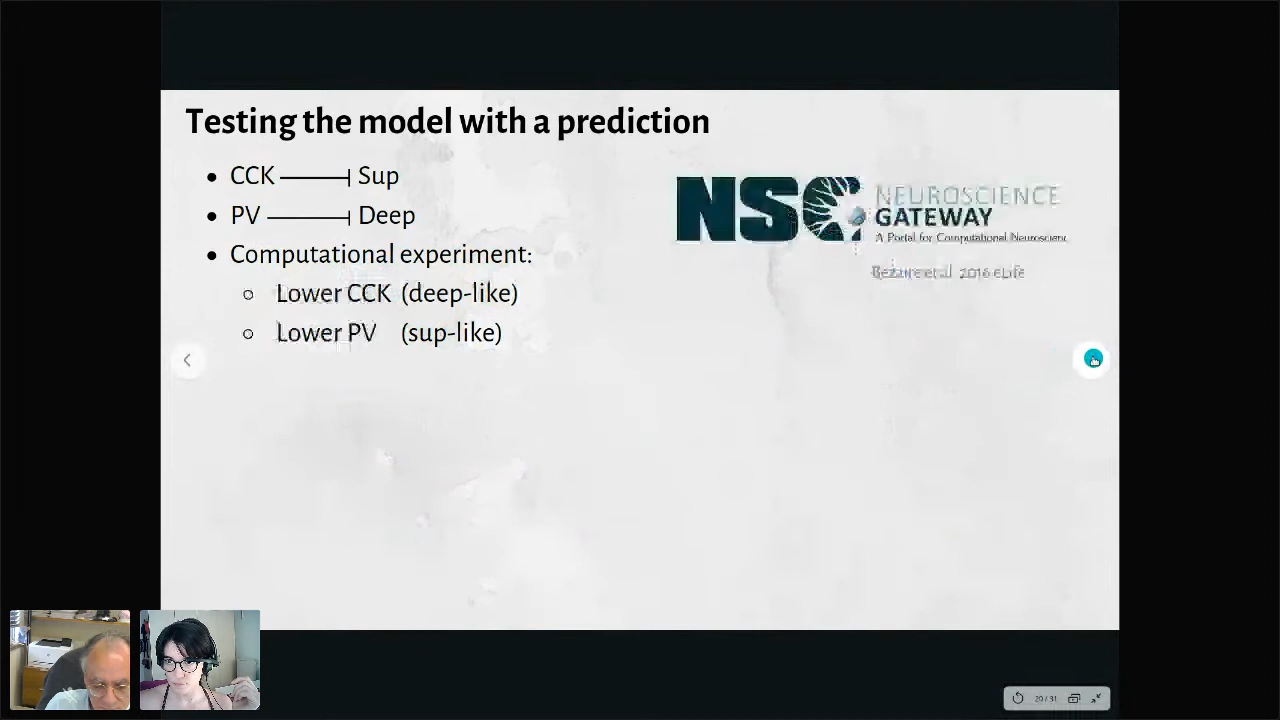 Testing the model with a prediction
• CCK ——| Sup
• PV ——| Deep
• Computational experiment:
○ Lower CCK (deep-like)
○ Lower PV (sup-like)
NSG
NEUROSCIENCE
GATEWAY
A Portal for Computational Neuroscience
Bezaire et al. 2016 eLife
20 / 31